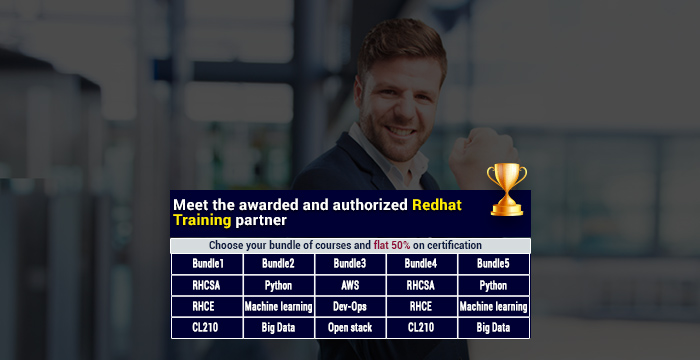 Meet the awarded and authorized Redhat
Training partner
Choose your bundle of courses and flat 50% on certification
Bundle1 Bundle2 Bundle3 Bundle4 Bundle5
RHCSA Python AWS RHCSA Python
RHCE Machine learning Dev-Ops RHCE Machine learning
CL210 Big Data Open stack CL210 Big Data